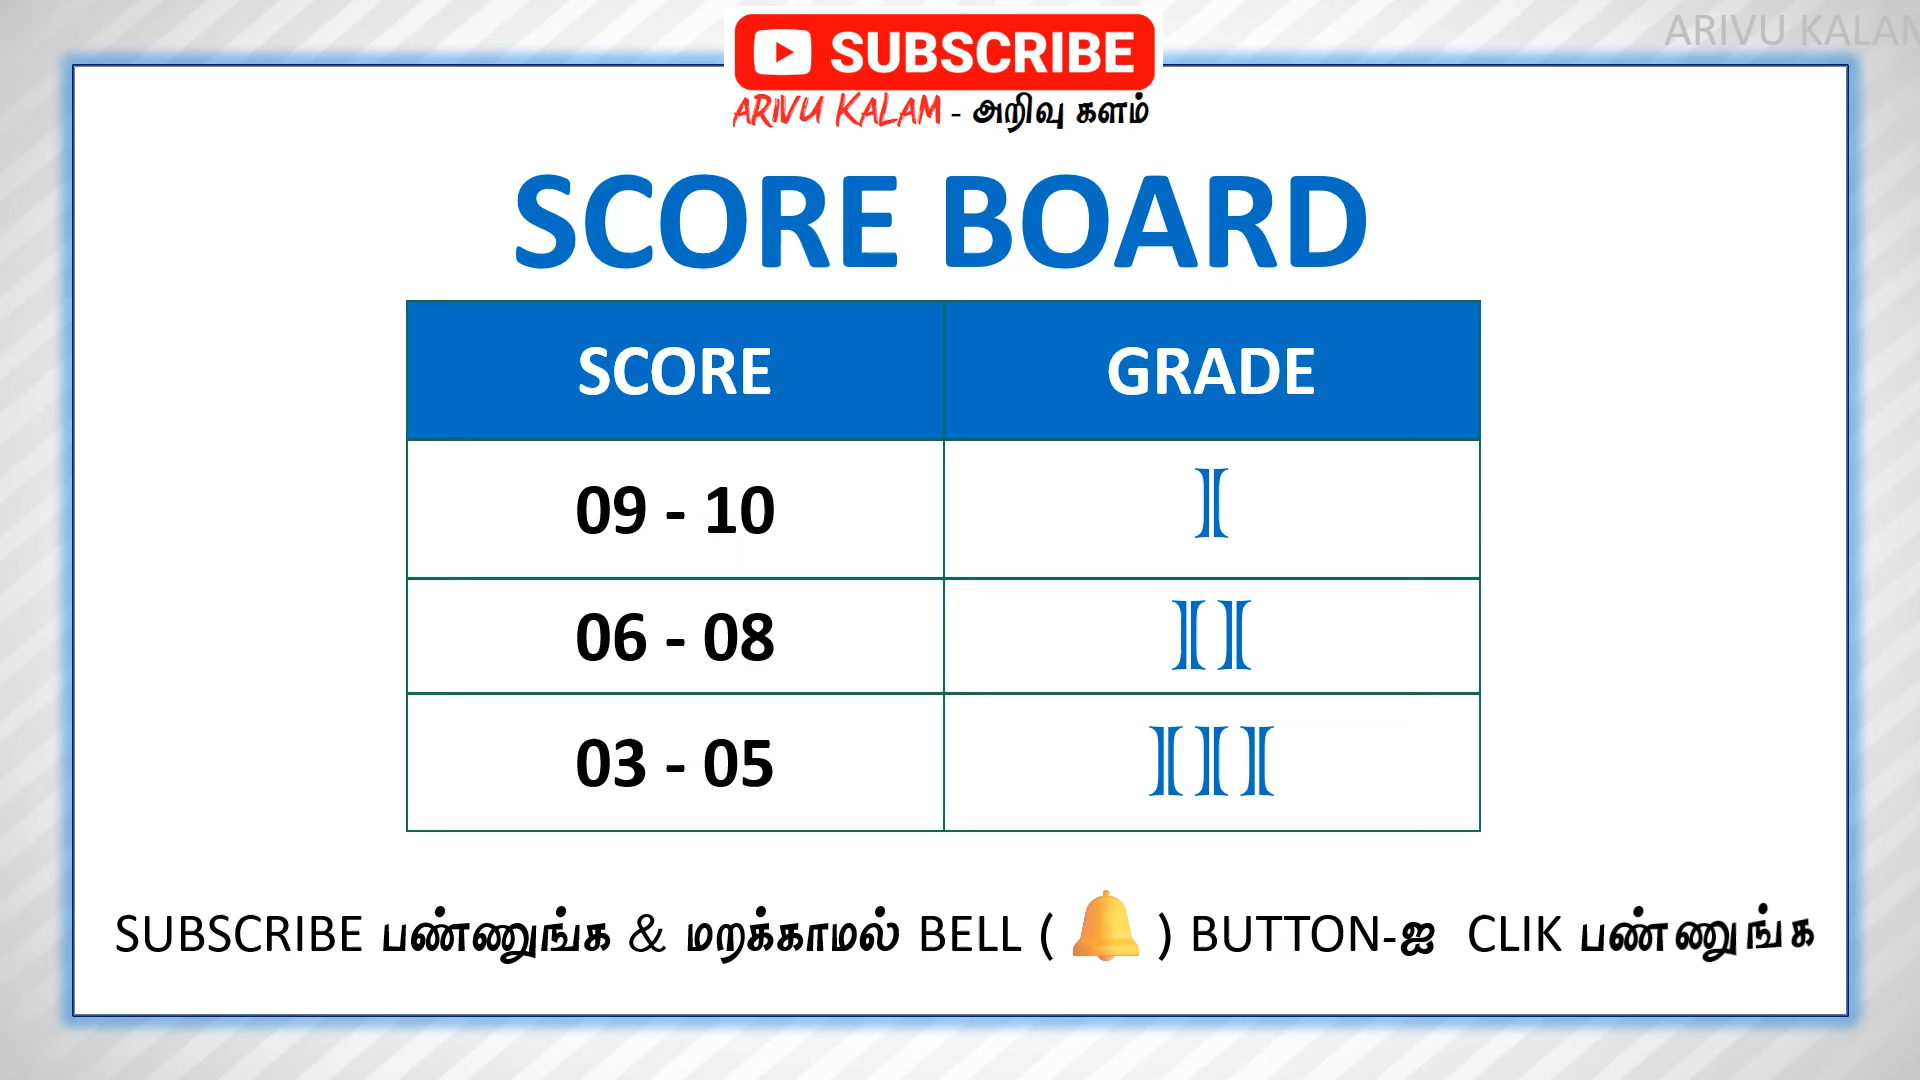 ARIVU KALAM
SUBSCRIBE
ARIVU KALAM - அறிவு களம்
SCORE BOARD
SCORE GRADE
09 - 10 I
06 - 08 II
03 - 05 III
SUBSCRIBE பண்ணுங்க & மறக்காமல் BELL ( 🔔 ) BUTTON-ஐ CLIK பண்ணுங்க